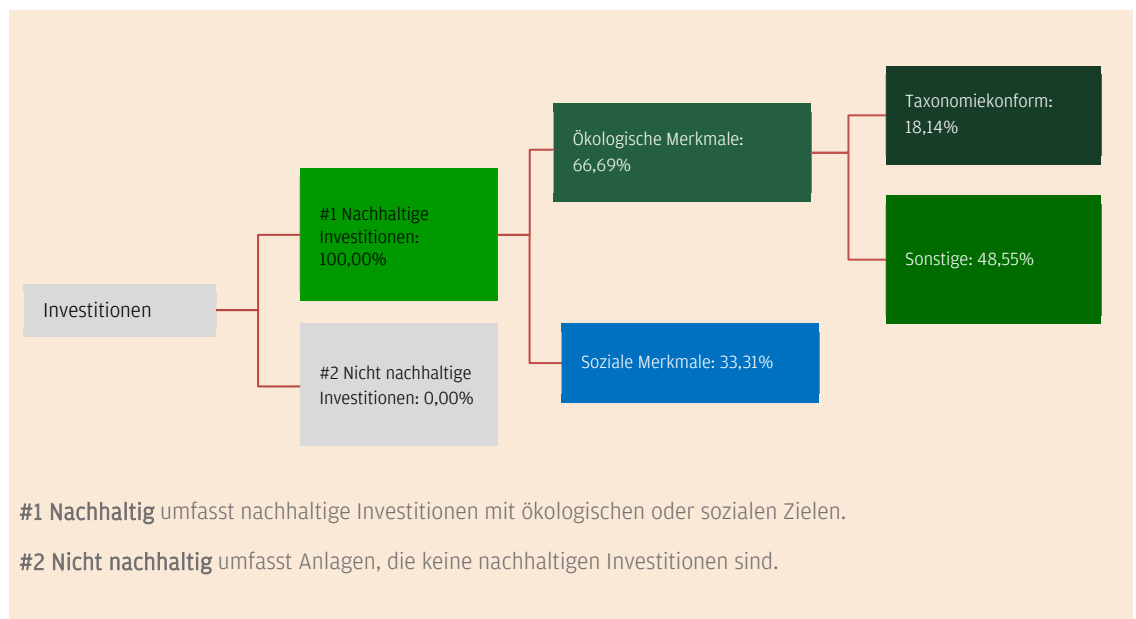 Investitionen
#1 Nachhaltige
Investitionen:
100,00%
#2 Nicht nachhaltige
Investitionen: 0,00%
Ökologische Merkmale:
66,69%
Soziale Merkmale: 33,31%
Taxonomiekonform:
18,14%
Sonstige: 48,55%
#1 Nachhaltig umfasst nachhaltige Investitionen mit ökologischen oder sozialen Zielen.
#2 Nicht nachhaltig umfasst Anlagen, die keine nachhaltigen Investitionen sind.